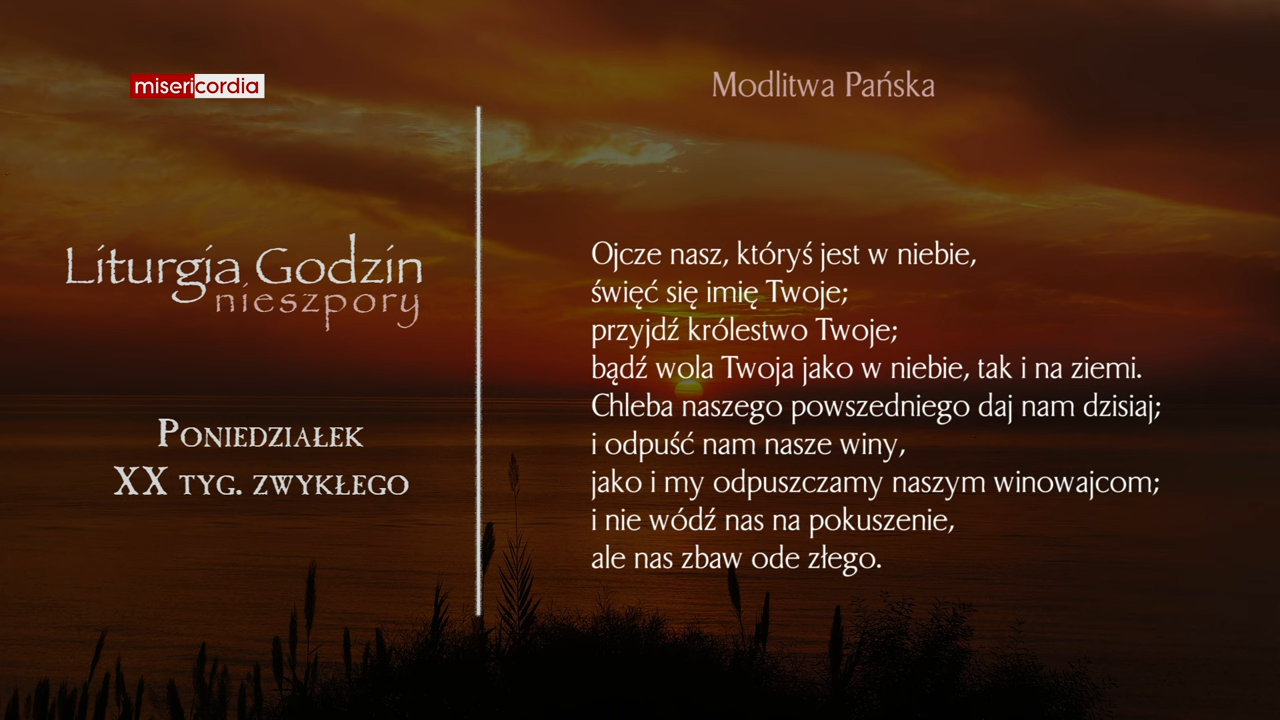 misericordia
Liturgia Godzin
nieszpory
Poniedziałek
XX tyg. zwykłego
Modlitwa Pańska
Ojcze nasz, któryś jest w niebie,
święć się imię Twoje;
przyjdź królestwo Twoje;
bądź wola Twoja jako w niebie, tak i na ziemi.
Chleba naszego powszedniego daj nam dzisiaj;
i odpuść nam nasze winy,
jako i my odpuszczamy naszym winowajcom;
i nie wódź nas na pokuszenie,
ale nas zbaw ode złego.